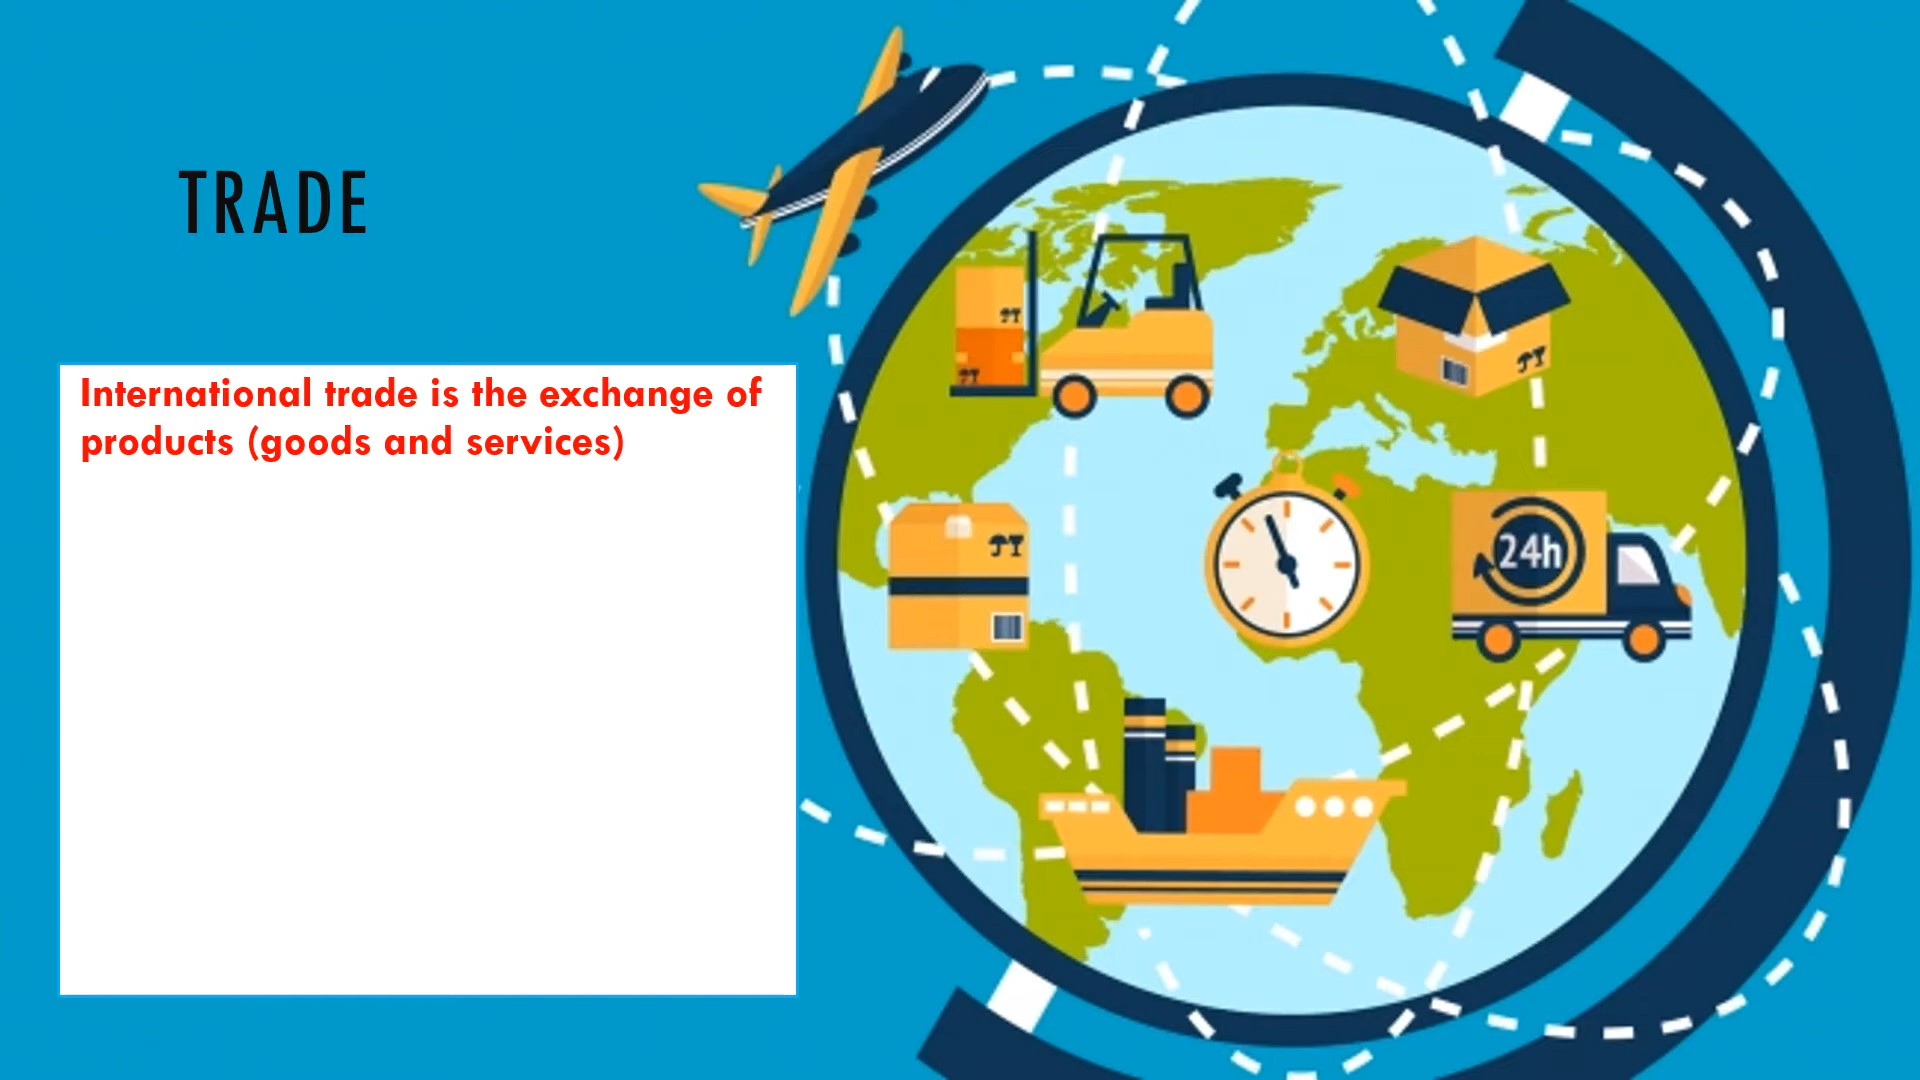 TRADE
International trade is the exchange of
products (goods and services)
24h